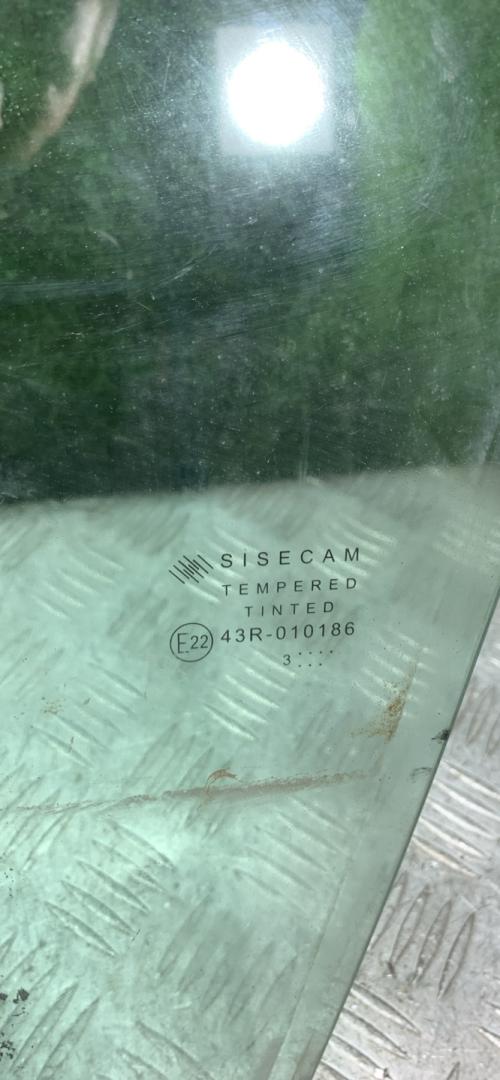 SISECAM
TEMPERED
TINTED
E22 43R-010186
3